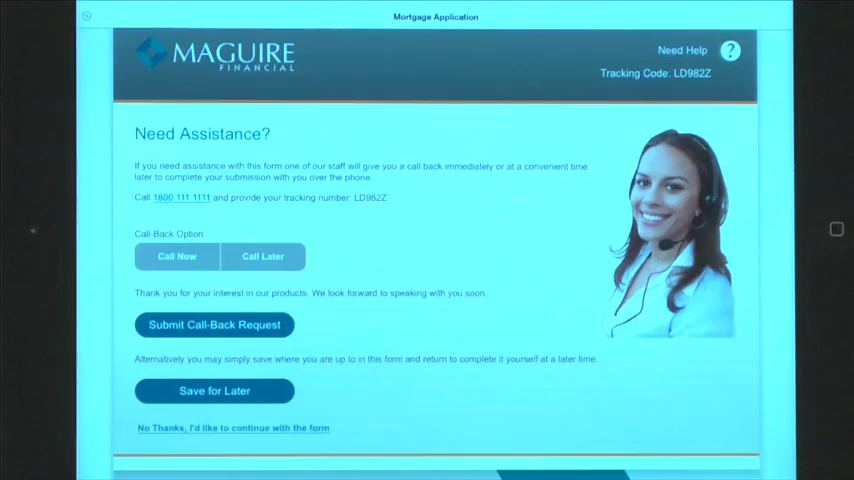 Mortgage Application
MAGUIRE
FINANCIAL
Need Help ?
Tracking Code: LD982Z
Need Assistance?
If you need assistance with this form one of our staff will give you a call back immediately or at a convenient time
later to complete your submission with you over the phone.
Call 1800 111 1111 and provide your tracking number: LD982Z
Call-Back Option
Call Now Call Later
Thank you for your interest in our products. We look forward to speaking with you soon.
Submit Call-Back Request
Alternatively you may simply save where you are up to in this form and return to complete it yourself at a later time.
Save for Later
No Thanks, I'd like to continue with the form